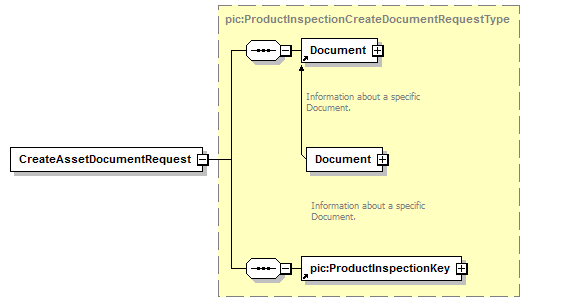 pic:ProductInspectionCreateDocumentRequestType
Document
Information about a specific
Document.
CreateAssetDocumentRequest
Document
Information about a specific
Document.
pic:ProductInspectionKey